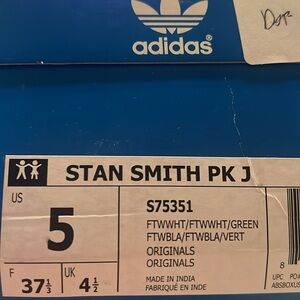 adidas®
STAN SMITH PK J
US
5
S75351
FTWWHT/FTWWHT/GREEN
FTWBLA/FTWBLA/VERT
ORIGINALS
ORIGINALS
F
37⅓
UK
4½
MADE IN INDIA
FABRIQUÉ EN INDE
8